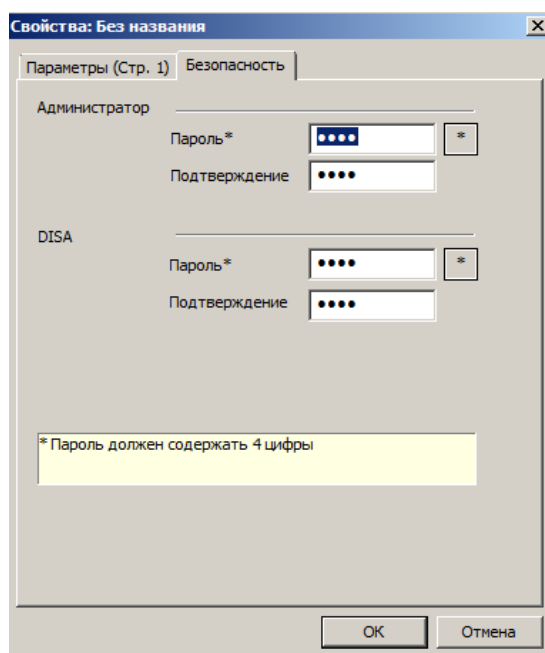 Свойства: Без названия
Параметры (Стр. 1) Безопасность
Администратор
Пароль* •••• *
Подтверждение ••••
DISA
Пароль* •••• *
Подтверждение ••••
* Пароль должен содержать 4 цифры
OK Отмена